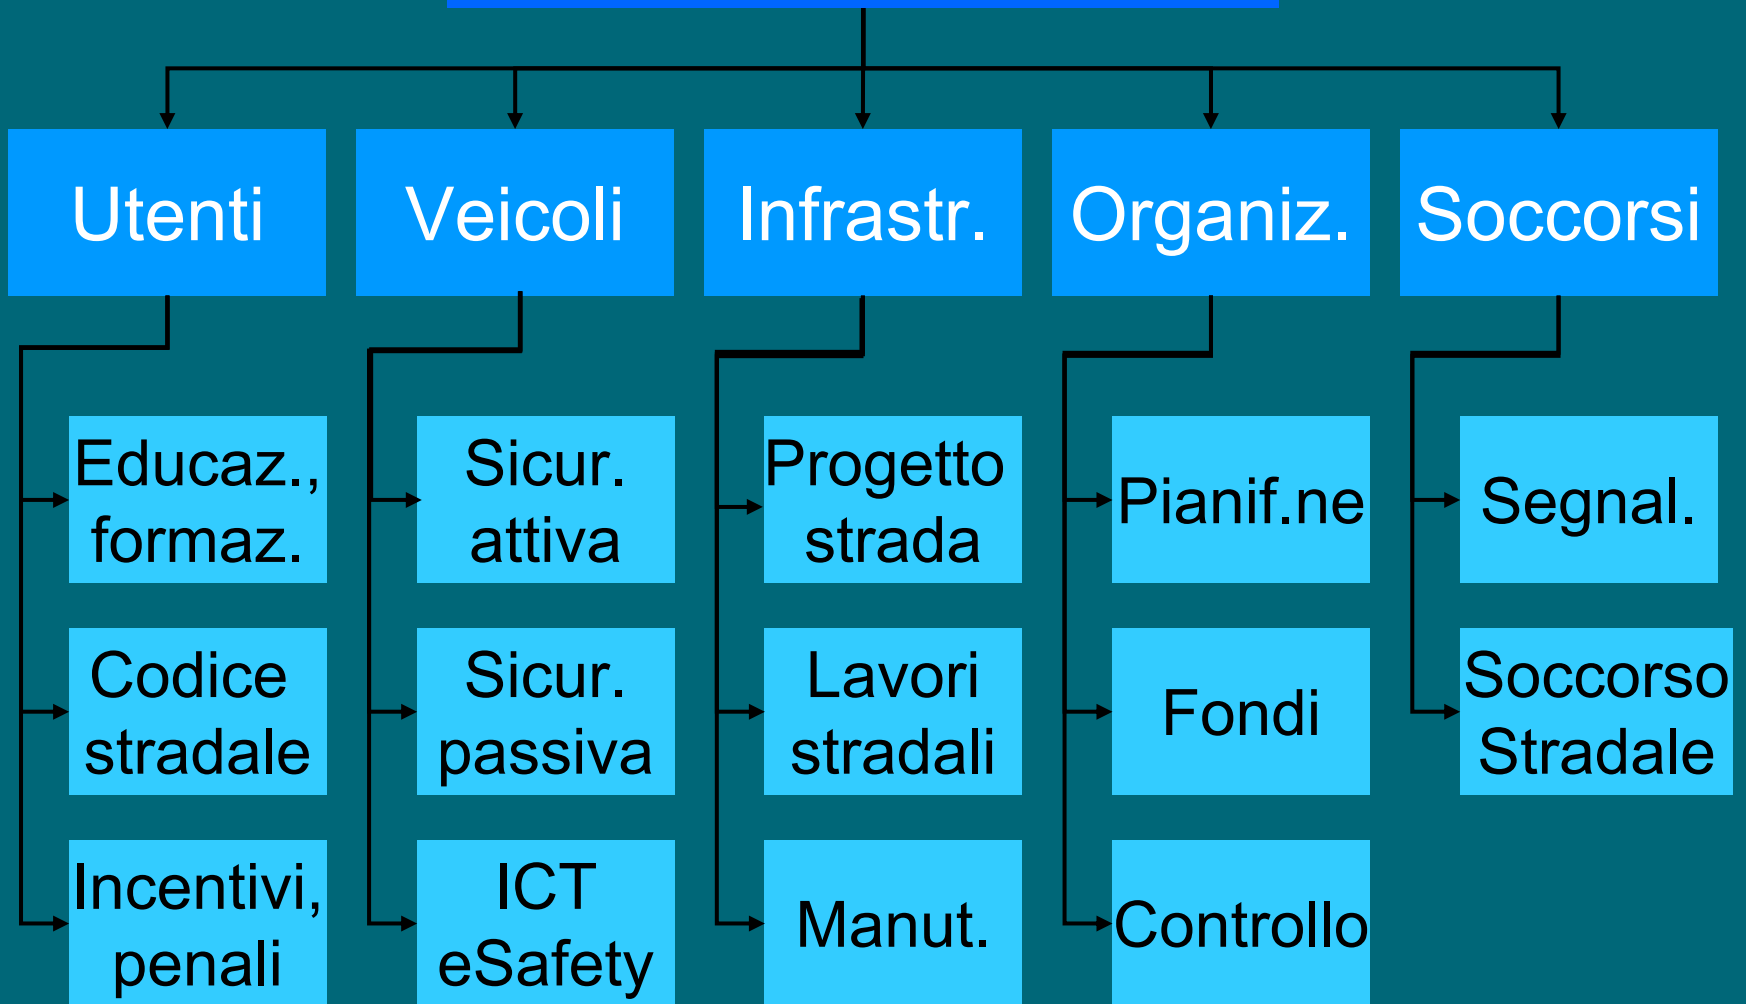 Utenti
Veicoli
Infrastr.
Organiz.
Soccorsi
Educaz.,
formaz.
Sicur.
attiva
Progetto
strada
Pianif.ne
Segnal.
Codice
stradale
Sicur.
passiva
Lavori
stradali
Fondi
Soccorso
Stradale
Incentivi,
penali
ICT
eSafety
Manut.
Controllo